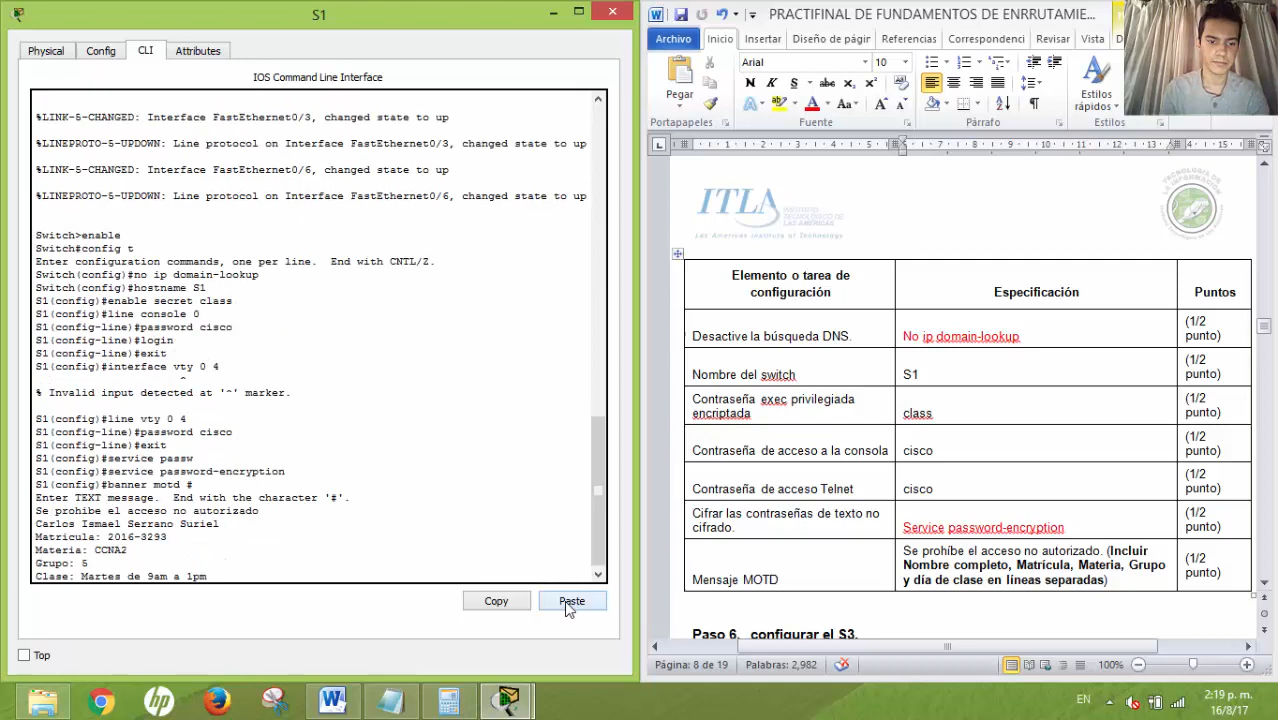 S1
Physical
Config
CLI
Attributes
IOS Command Line Interface
%LINK-5-CHANGED: Interface FastEthernet0/3, changed state to up
%LINEPROTO-5-UPDOWN: Line protocol on Interface FastEthernet0/3, changed state to up
%LINK-5-CHANGED: Interface FastEthernet0/6, changed state to up
%LINEPROTO-5-UPDOWN: Line protocol on Interface FastEthernet0/6, changed state to up
Switch>enable
Switch#config t
Enter configuration commands, one per line.  End with CNTL/Z.
Switch(config)#no ip domain-lookup
Switch(config)#hostname S1
S1(config)#enable secret class
S1(config)#line console 0
S1(config-line)#password cisco
S1(config-line)#login
S1(config-line)#exit
S1(config)#interface vty 0 4
^
% Invalid input detected at '^' marker.
S1(config)#line vty 0 4
S1(config-line)#password cisco
S1(config-line)#exit
S1(config)#service passw
S1(config)#service password-encryption
S1(config)#banner motd #
Enter TEXT message.  End with the character '#'.
Se prohibe el acceso no autorizado
Carlos Ismael Serrano Suriel
Matricula: 2016-3293
Materia: CCNA2
Grupo: 5
Clase: Martes de 9am a 1pm
Copy
Paste
Top
PRACTIFINAL DE FUNDAMENTOS DE ENRRUTAMIE...
Archivo
Inicio
Insertar
Diseño de págir
Referencias
Correspondenci
Revisar
Vista
Pegar
Arial
10
N K S abc x₂ x²
Estilos
rápidos
Portapapeles
Fuente
Párrafo
Estilos
ITLA
INSTITUTO
TECNOLÓGICO DE
LAS AMÉRICAS
Las Américas Institute of Technology
Elemento o tarea de
configuración
Especificación
Puntos
Desactive la búsqueda DNS.
No ip domain-lookup
(1/2
punto)
Nombre del switch
S1
(1/2
punto)
Contraseña exec privilegiada
encriptada
class
(1/2
punto)
Contraseña de acceso a la consola
cisco
(1/2
punto)
Contraseña de acceso Telnet
cisco
(1/2
punto)
Cifrar las contraseñas de texto no
cifrado.
Service password-encryption
(1/2
punto)
Mensaje MOTD
Se prohíbe el acceso no autorizado. (Incluir
Nombre completo, Matrícula, Materia, Grupo
y día de clase en líneas separadas)
(1/2
punto)
Paso 6. configurar el S3.
Página: 8 de 19
Palabras: 2,982
100%
EN
2:19 p. m.
16/8/17